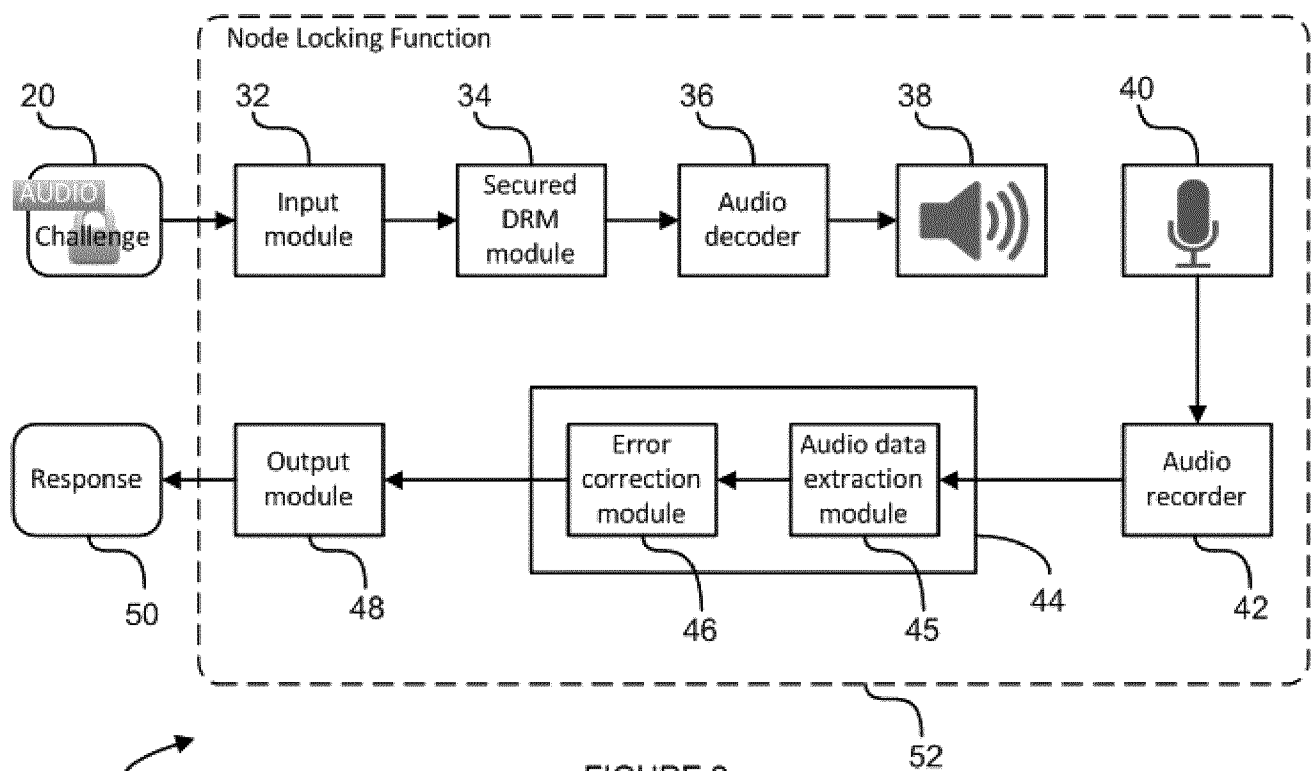 Node Locking Function
20
32
34
36
38
40
AUDIO
Challenge
Input
module
Secured
DRM
module
Audio
decoder
Response
Output
module
Error
correction
module
Audio data
extraction
module
Audio
recorder
50
48
46
45
44
42
52